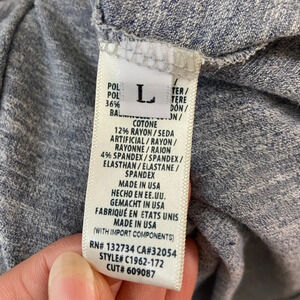 L
36%
COTONE
12% RAYON / SEDA
ARTIFICIAL / RAYON
RAYONNE / RAION
4% SPANDEX / SPANDEX
ELASTHAN / ELASTANE /
SPANDEX
MADE IN USA
HECHO EN EE.UU.
GEMACHT IN USA
FABRIQUÉ EN ETATS UNIS
MADE IN USA
(WITH IMPORT COMPONENTS)
RN# 132734 CA#32054
STYLE# C1962-172
CUT# 609087